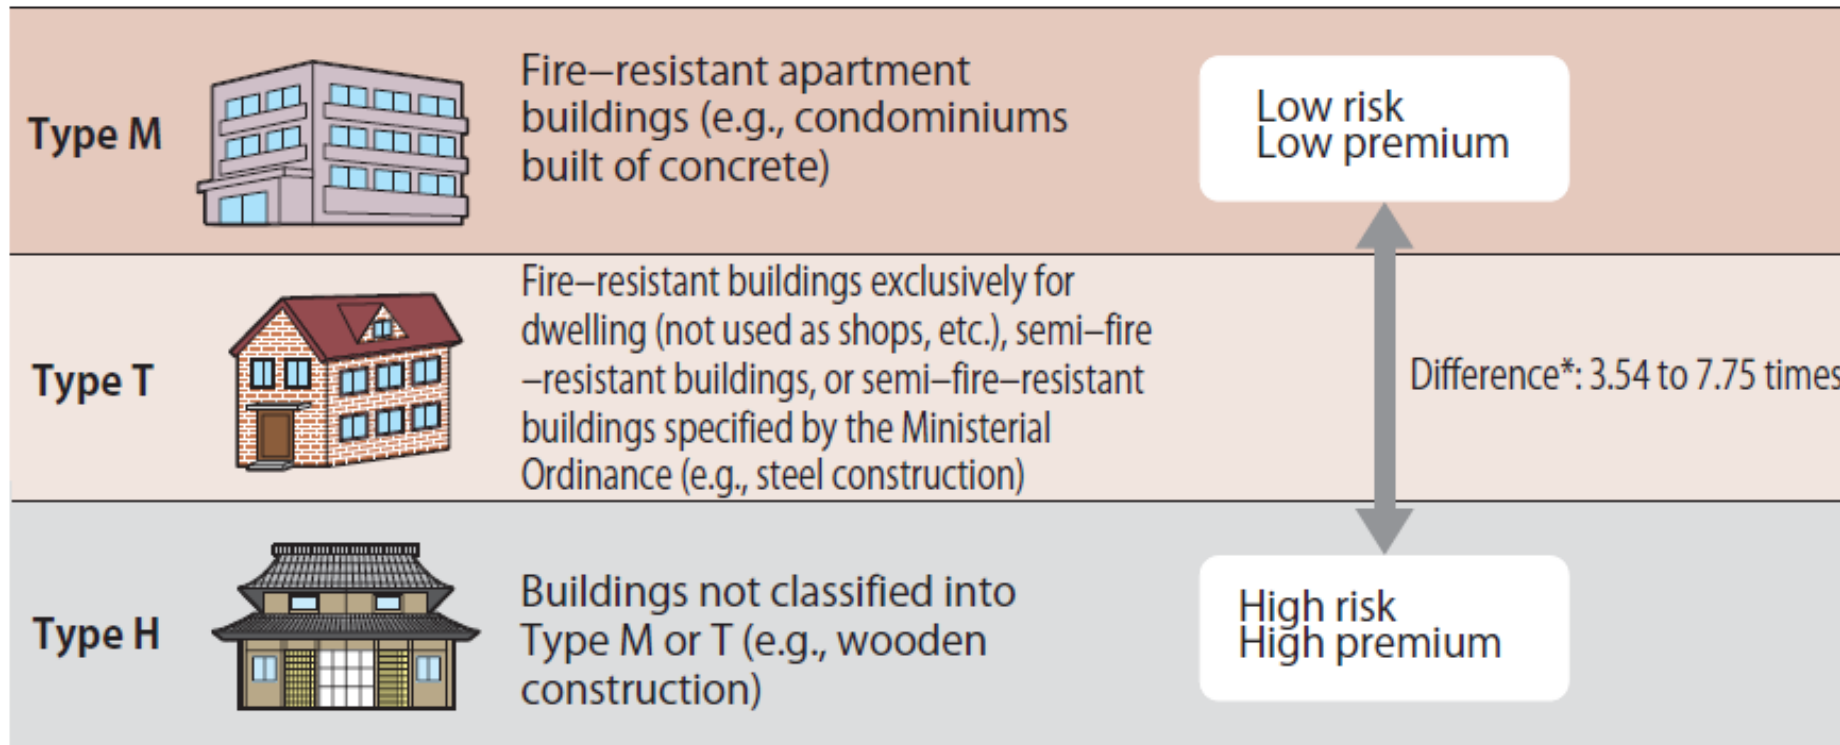 Type M
Fire–resistant apartment
buildings (e.g., condominiums
built of concrete)
Low risk
Low premium
Type T
Fire–resistant buildings exclusively for
dwelling (not used as shops, etc.), semi–fire
–resistant buildings, or semi–fire–resistant
buildings specified by the Ministerial
Ordinance (e.g., steel construction)
Difference*: 3.54 to 7.75 times
Type H
Buildings not classified into
Type M or T (e.g., wooden
construction)
High risk
High premium